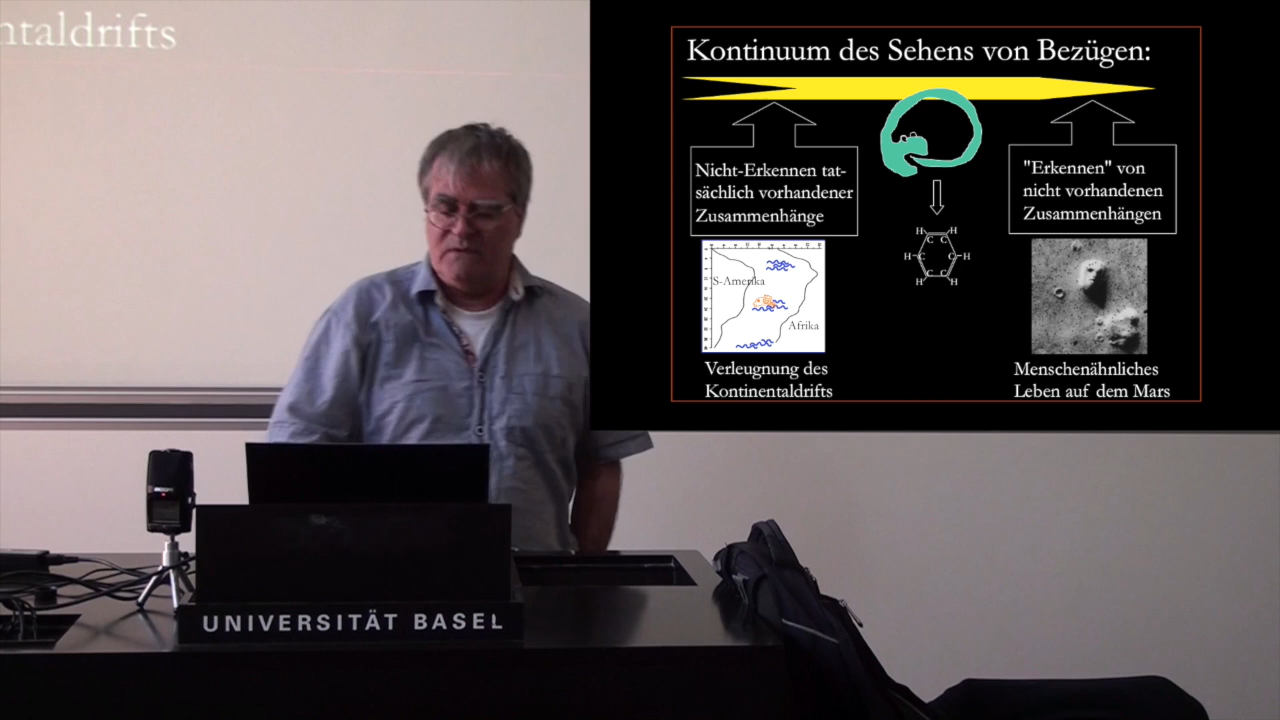 ntaldrifts
Kontinuum des Sehens von Bezügen:
Nicht-Erkennen tat-
sächlich vorhandener
Zusammenhänge
"Erkennen" von
nicht vorhandenen
Zusammenhängen
H H
C C
H C C H
C C
H H
S-Amerika
Afrika
Verleugnung des
Kontinentaldrifts
Menschenähnliches
Leben auf dem Mars
UNIVERSITÄT BASEL